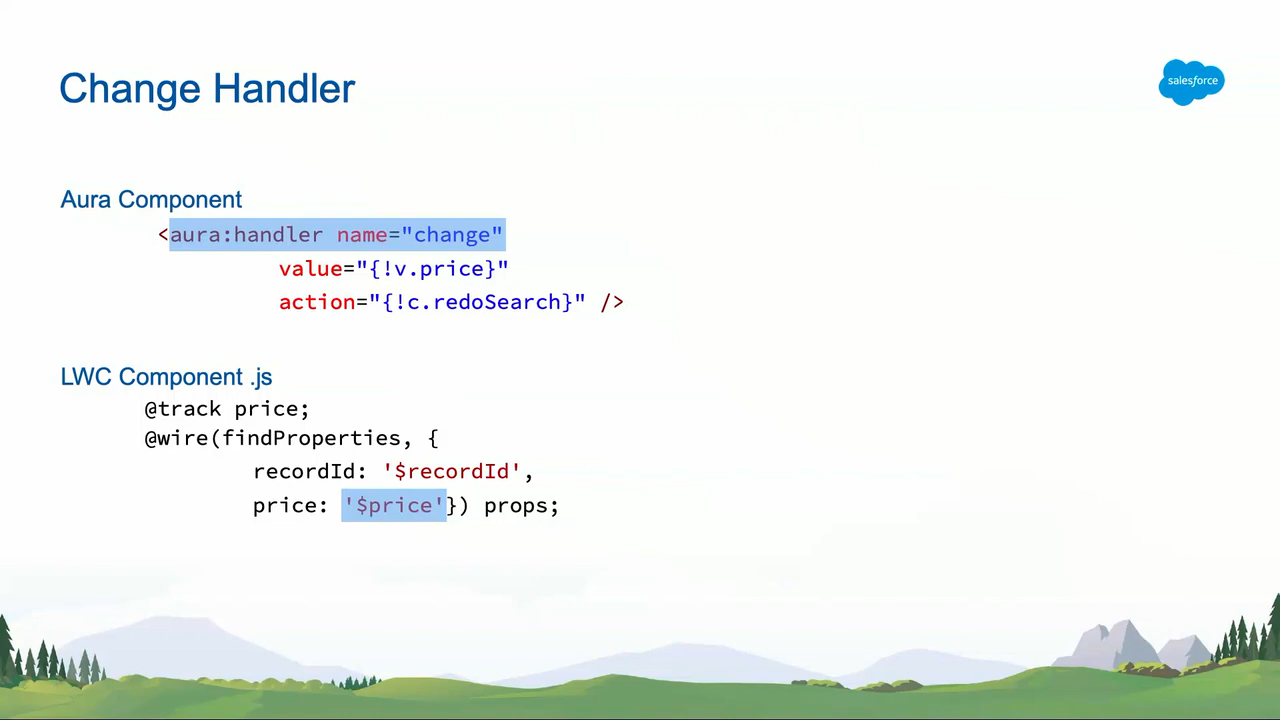 Change Handler
salesforce
Aura Component
<aura:handler name="change"
value="{!v.price}"
action="{!c.redoSearch}" />
LWC Component .js
@track price;
@wire(findProperties, {
recordId: '$recordId',
price: '$price'}) props;